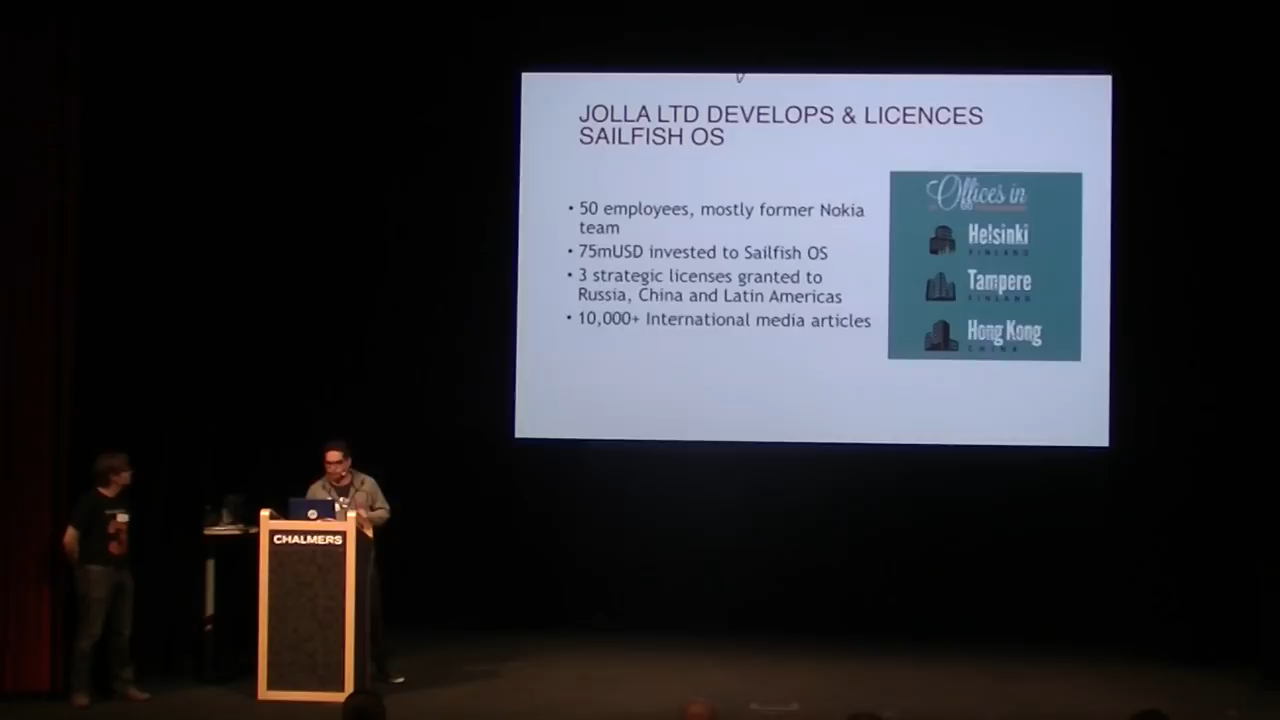 JOLLA LTD DEVELOPS & LICENCES
SAILFISH OS
• 50 employees, mostly former Nokia
team
• 75mUSD invested to Sailfish OS
• 3 strategic licenses granted to
Russia, China and Latin Americas
• 10,000+ International media articles
Offices in
Helsinki
FINLAND
Tampere
FINLAND
Hong Kong
CHINA
CHALMERS